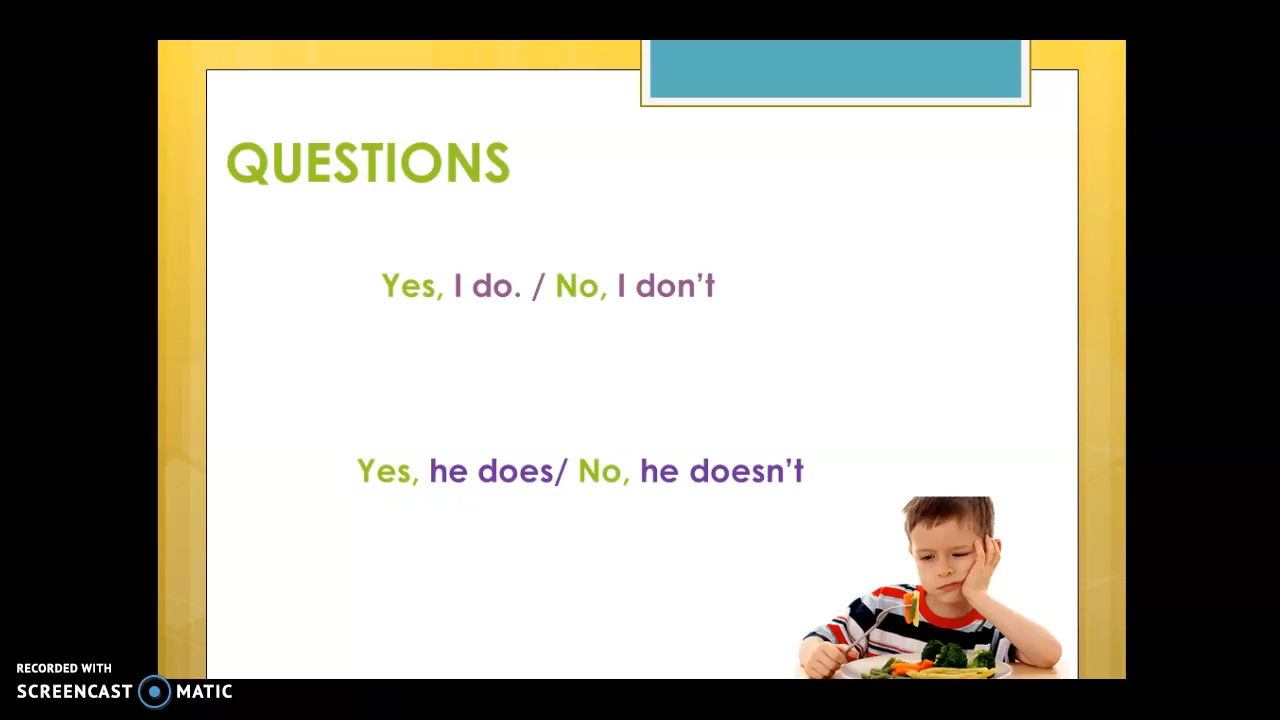 QUESTIONS
Yes, I do. / No, I don’t
Yes, he does/ No, he doesn’t
RECORDED WITH
SCREENCAST MATIC